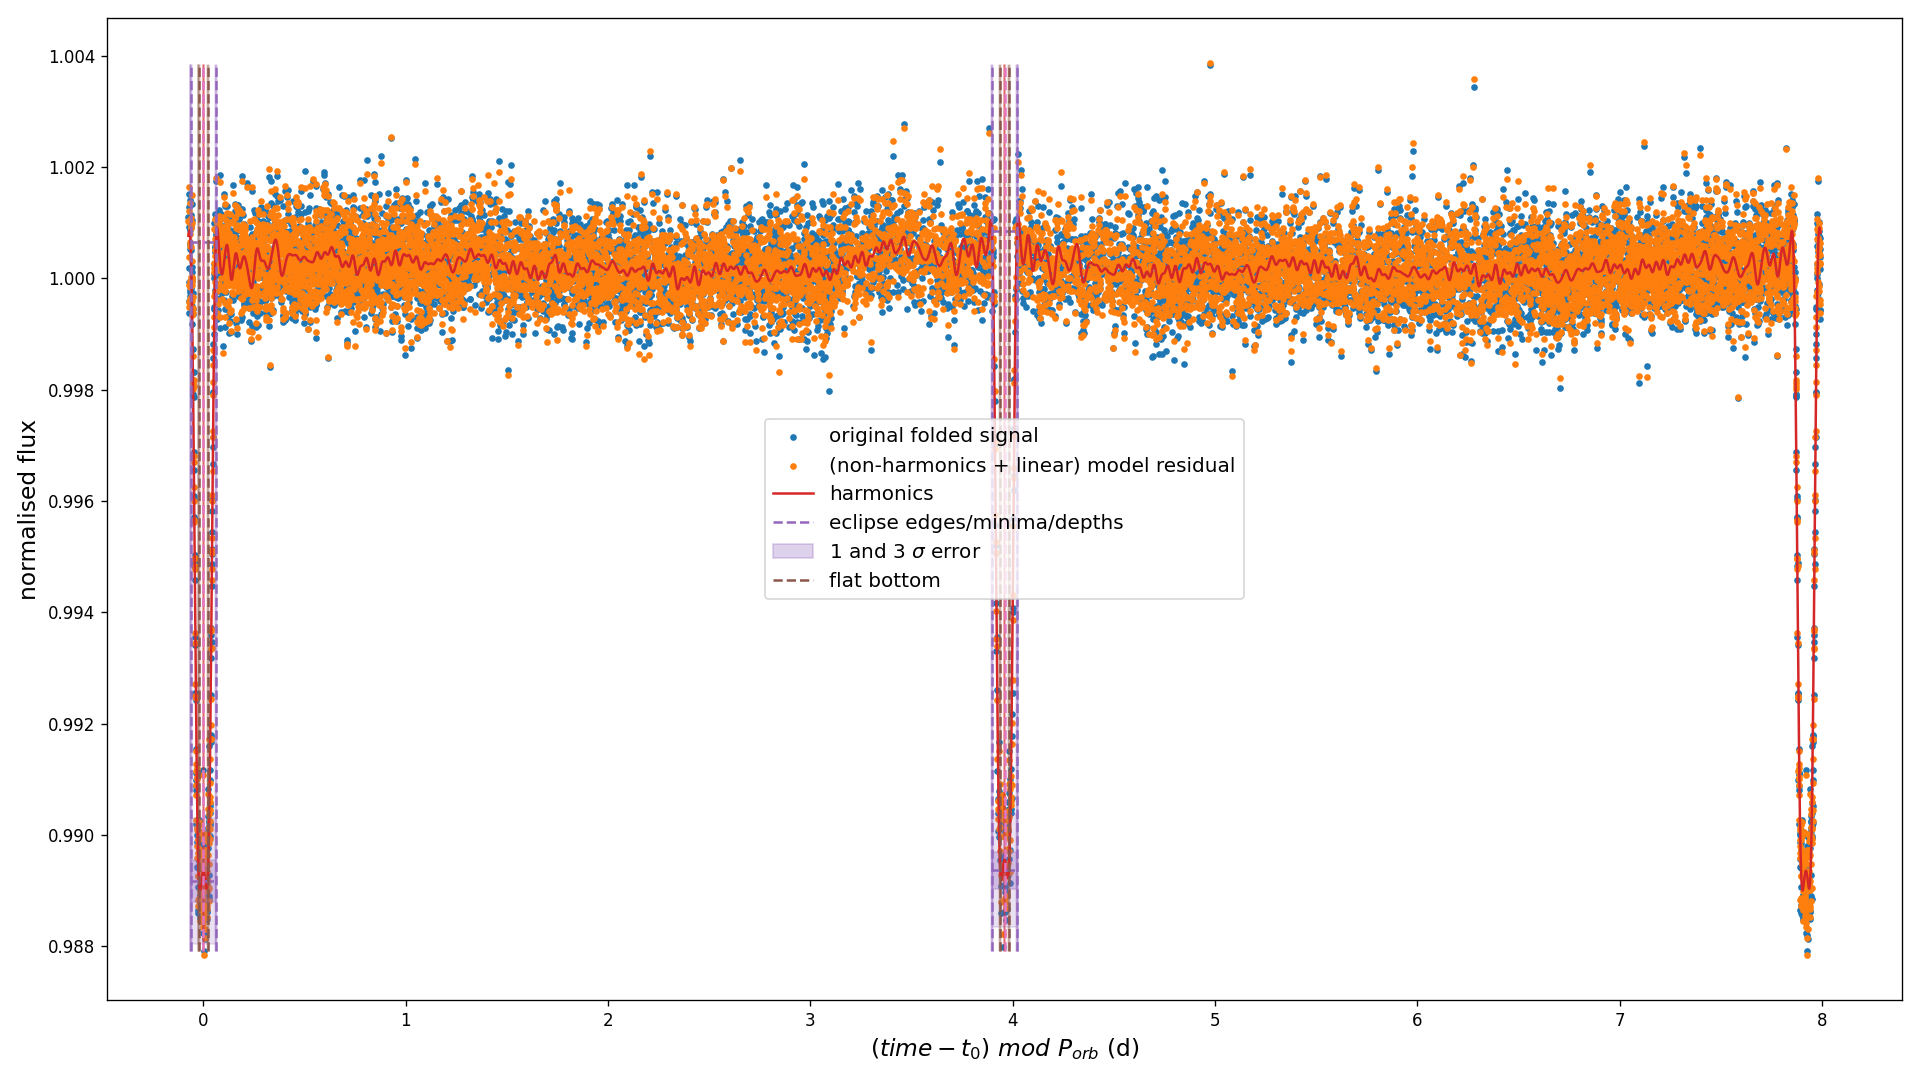 1.004
1.002
1.000
0.998
0.996
0.994
0.992
0.990
0.988
normalised flux
original folded signal
(non-harmonics + linear) model residual
harmonics
eclipse edges/minima/depths
1 and 3 σ error
flat bottom
0 1 2 3 4 5 6 7 8
(time − t₀) mod Pₒᵣb (d)